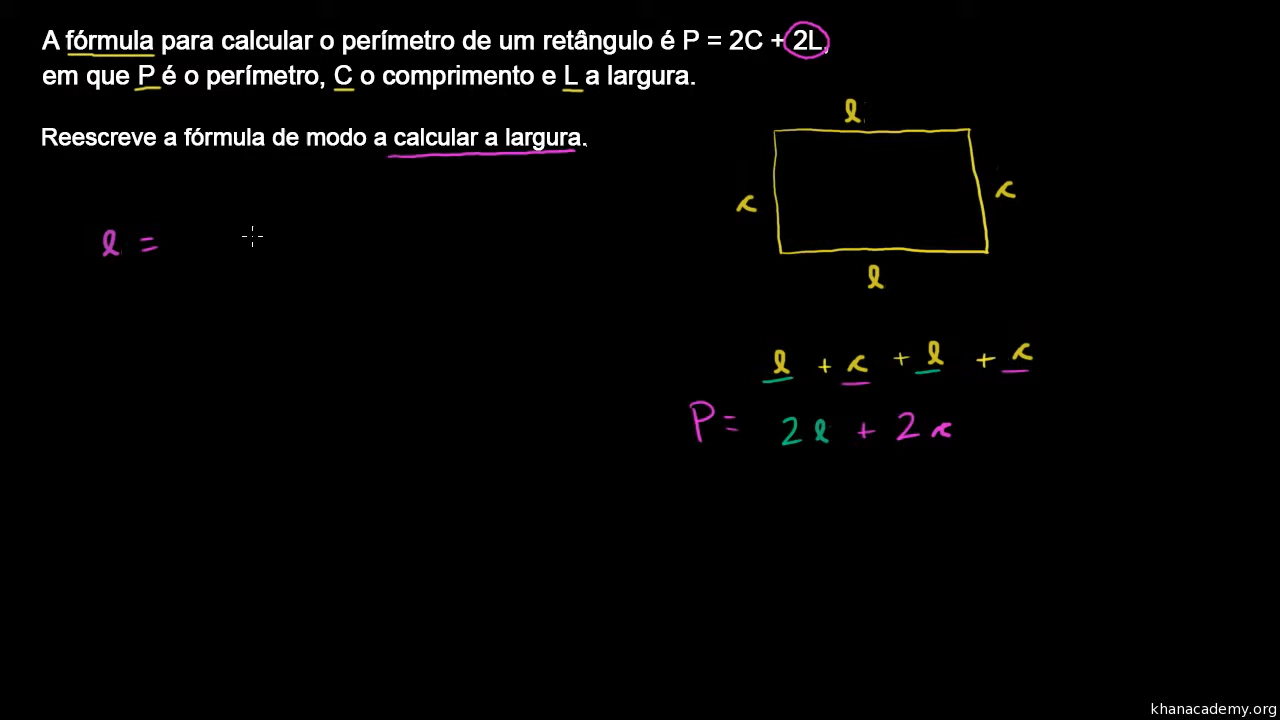 A fórmula para calcular o perímetro de um retângulo é P = 2C + 2L,
em que P é o perímetro, C o comprimento e L a largura.
Reescreve a fórmula de modo a calcular a largura.
l
c
c
l =
l
l + c + l + c
P = 2l + 2c
khanacademy.org